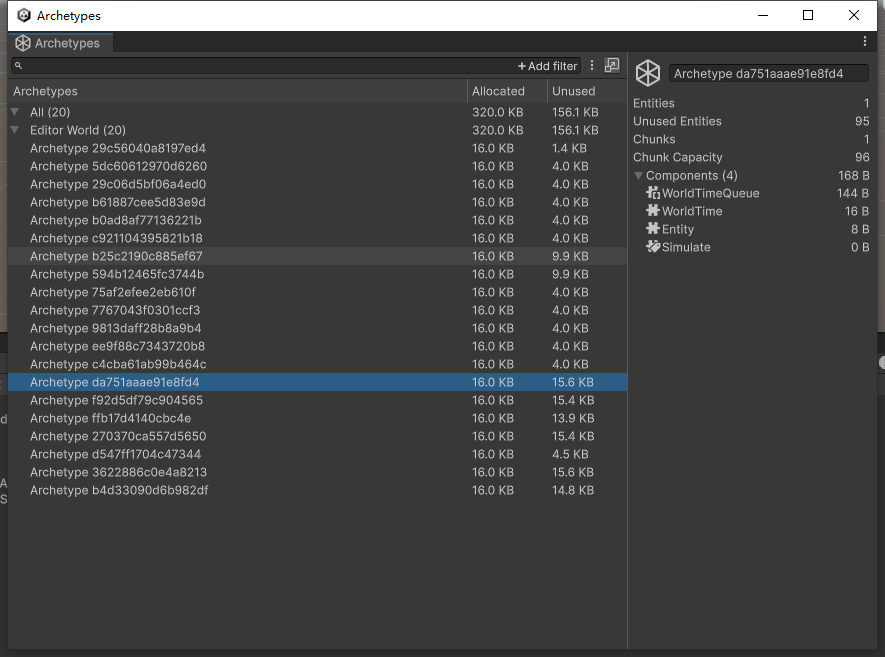 Archetypes
Archetypes
+ Add filter
Archetypes Allocated Unused
All (20) 320.0 KB 156.1 KB
Editor World (20) 320.0 KB 156.1 KB
Archetype 29c56040a8197ed4 16.0 KB 1.4 KB
Archetype 5dc60612970d6260 16.0 KB 4.0 KB
Archetype 29c06d5bf06a4ed0 16.0 KB 4.0 KB
Archetype b61887cee5d83e9d 16.0 KB 4.0 KB
Archetype b0ad8af77136221b 16.0 KB 4.0 KB
Archetype c921104395821b18 16.0 KB 4.0 KB
Archetype b25c2190c885ef67 16.0 KB 9.9 KB
Archetype 594b12465fc3744b 16.0 KB 9.9 KB
Archetype 75af2efee2eb610f 16.0 KB 4.0 KB
Archetype 7767043f0301ccf3 16.0 KB 4.0 KB
Archetype 9813daff28b8a9b4 16.0 KB 4.0 KB
Archetype ee9f88c7343720b8 16.0 KB 4.0 KB
Archetype c4cba61ab99b464c 16.0 KB 4.0 KB
Archetype da751aaae91e8fd4 16.0 KB 15.6 KB
Archetype f92d5df79c904565 16.0 KB 15.4 KB
Archetype ffb17d4140cbc4e 16.0 KB 13.9 KB
Archetype 270370ca557d5650 16.0 KB 15.4 KB
Archetype d547ff1704c47344 16.0 KB 4.5 KB
Archetype 3622886c0e4a8213 16.0 KB 15.6 KB
Archetype b4d33090d6b982df 16.0 KB 14.8 KB
Archetype da751aaae91e8fd4
Entities 1
Unused Entities 95
Chunks 1
Chunk Capacity 96
Components (4) 168 B
WorldTimeQueue 144 B
WorldTime 16 B
Entity 8 B
Simulate 0 B